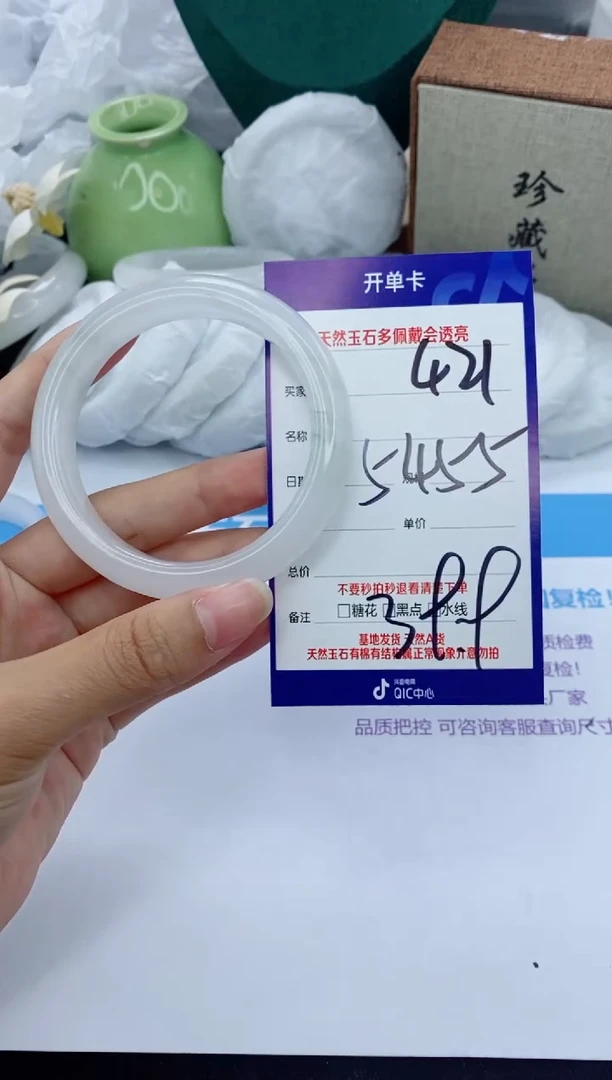 珍藏
开单卡
天然玉石多佩戴会透亮
421
买家
名称
5455
日期
单价
总价
不要秒拍秒退看清重下单
备注 □糖花 □黑点 □水线
基地发货 天然A货
天然玉石有棉有结构属正常现象介意勿拍
抖音电商
QIC中心
复检!
质检费
复检!
厂家
品质把控 可咨询客服查询尺寸